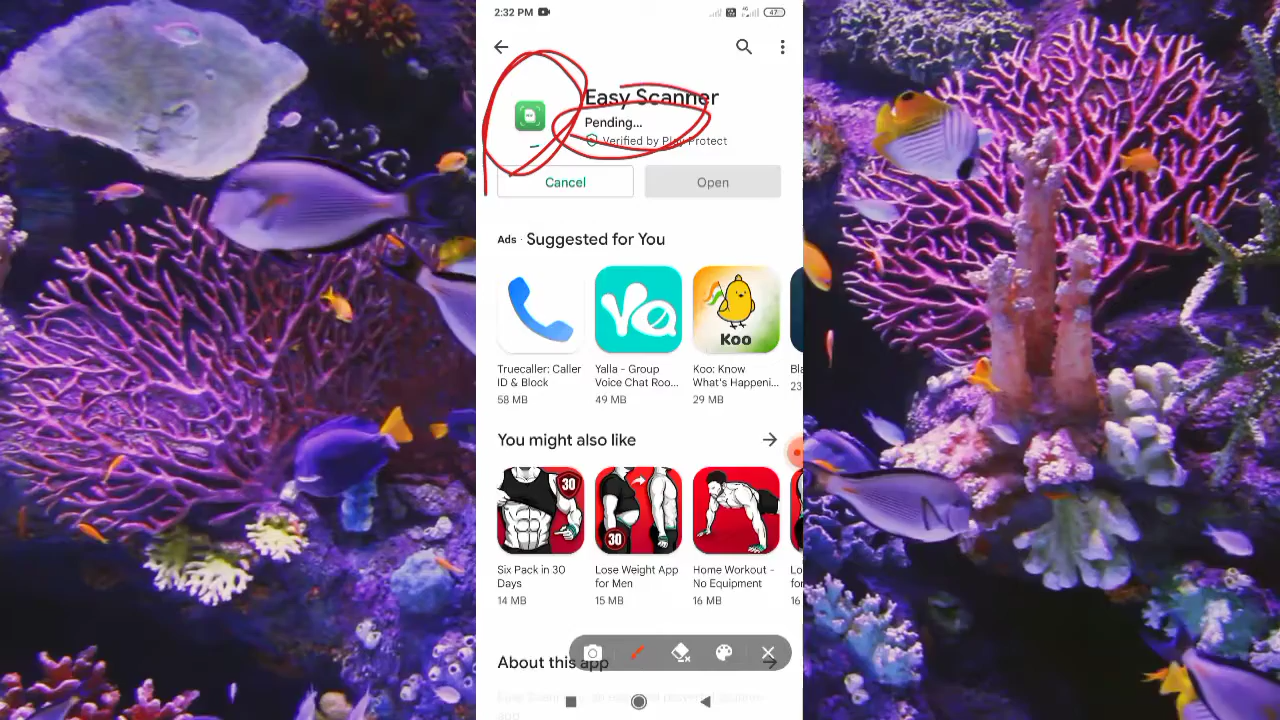 2:32 PM
47
Easy Scanner
Pending...
Verified by Play Protect
Cancel
Open
Ads · Suggested for You
Koo
Truecaller: Caller
ID & Block
58 MB
Yalla - Group
Voice Chat Roo...
49 MB
Koo: Know
What's Happeni...
29 MB
23
You might also like
30
30
Six Pack in 30
Days
14 MB
Lose Weight App
for Men
15 MB
Home Workout -
No Equipment
16 MB
16
About this app